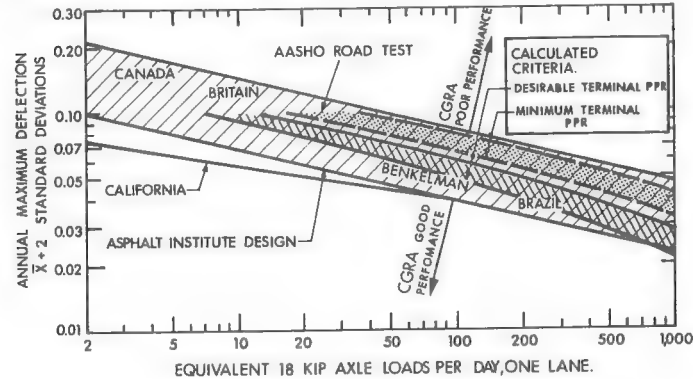 ANNUAL MAXIMUM DEFLECTION
X̄ + 2 STANDARD DEVIATIONS
0.30
0.20
0.10
0.07
0.05
0.03
0.02
0.01
CANADA
BRITAIN
AASHO ROAD TEST
CGRA
POOR PERFORMANCE
CALCULATED
CRITERIA.
DESIRABLE TERMINAL PPR
MINIMUM TERMINAL
PPR
CALIFORNIA
BENKELMAN
BRAZIL
ASPHALT INSTITUTE DESIGN
CGRA GOOD
PERFOMANCE
2
5
10
20
50
100
200
500
1,000
EQUIVALENT 18 KIP AXLE LOADS PER DAY,ONE LANE.